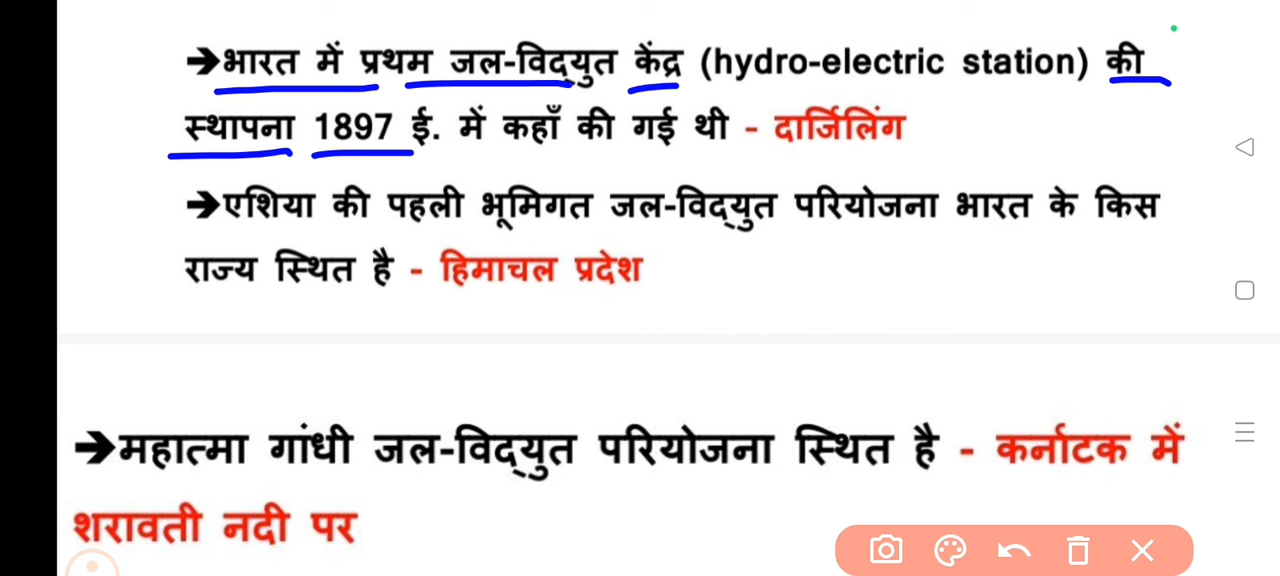 ➔भारत में प्रथम जल-विद्युत केंद्र (hydro-electric station) की
स्थापना 1897 ई. में कहाँ की गई थी - दार्जिलिंग
➔एशिया की पहली भूमिगत जल-विद्युत परियोजना भारत के किस
राज्य स्थित है - हिमाचल प्रदेश
➔महात्मा गांधी जल-विद्युत परियोजना स्थित है - कर्नाटक में
शरावती नदी पर